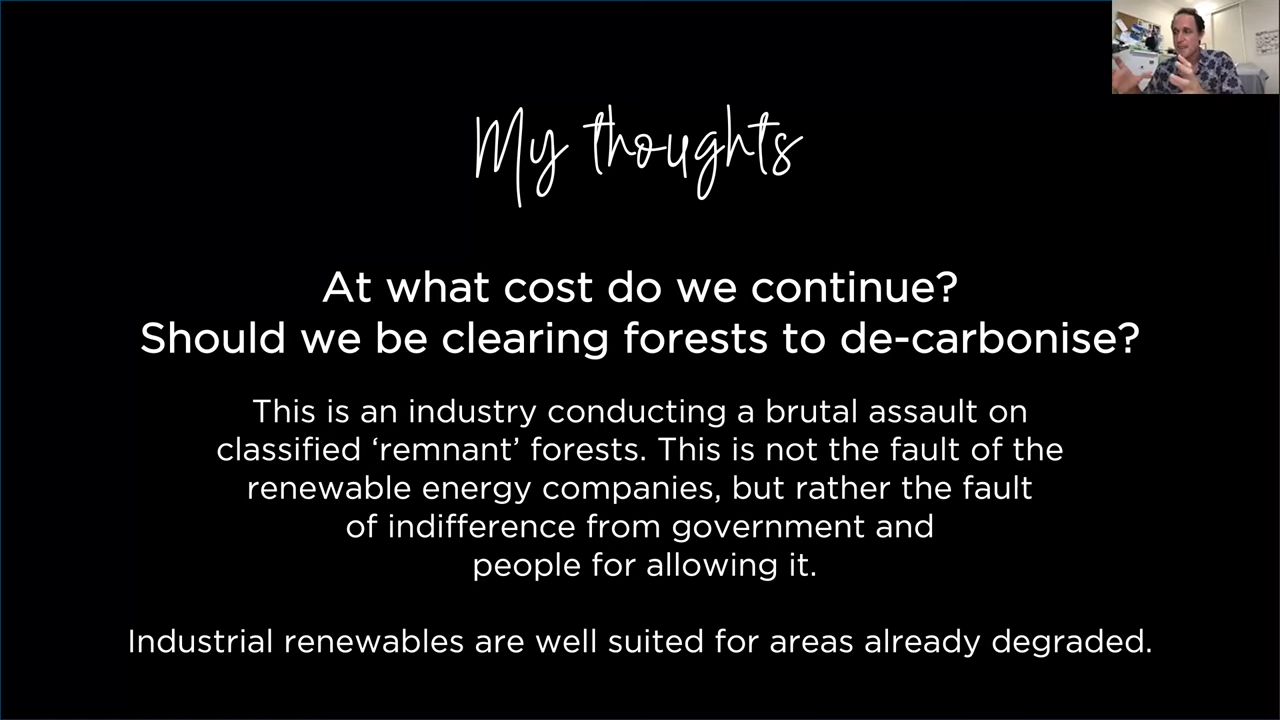 My thoughts
At what cost do we continue?
Should we be clearing forests to de-carbonise?
This is an industry conducting a brutal assault on
classified ‘remnant’ forests. This is not the fault of the
renewable energy companies, but rather the fault
of indifference from government and
people for allowing it.
Industrial renewables are well suited for areas already degraded.